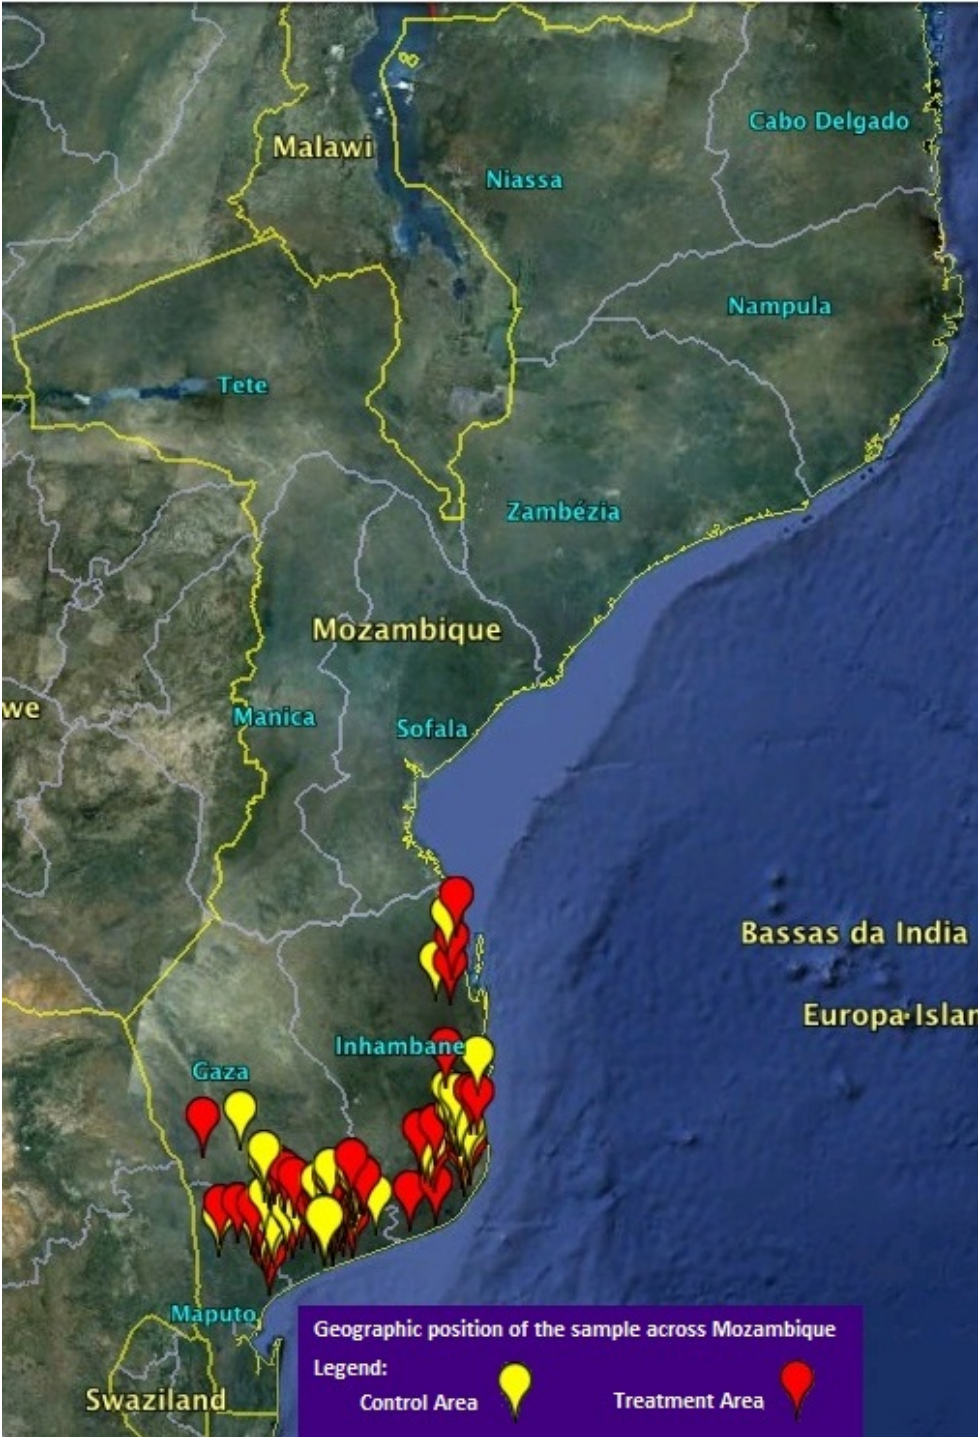 Cabo Delgado
Malawi
Niassa
Nampula
Tete
Zambézia
Mozambique
we
Manica
Sofala
Bassas da India
Europa Islan
Inhambane
Gaza
Maputo
Geographic position of the sample across Mozambique
Legend:
Control Area
Treatment Area
Swaziland